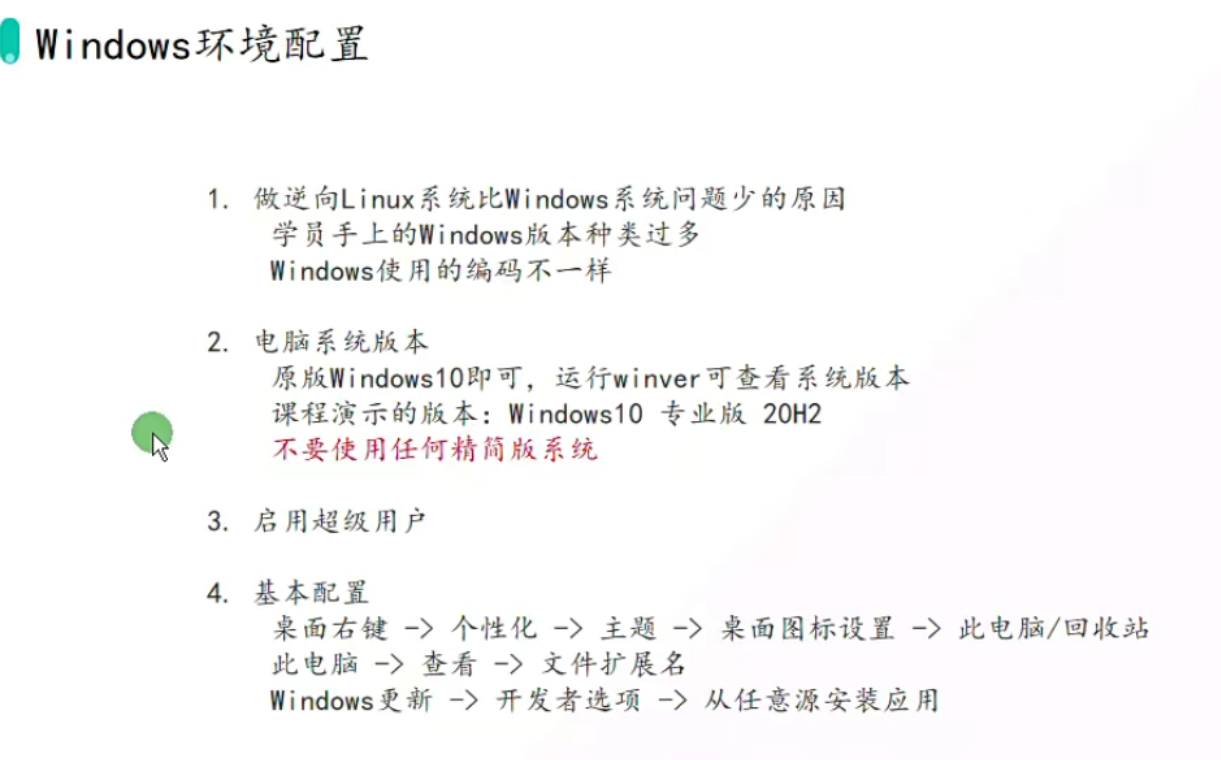 Windows环境配置
1. 做逆向Linux系统比Windows系统问题少的原因
学员手上的Windows版本种类过多
Windows使用的编码不一样
2. 电脑系统版本
原版Windows10即可，运行winver可查看系统版本
课程演示的版本：Windows10 专业版 20H2
不要使用任何精简版系统
3. 启用超级用户
4. 基本配置
桌面右键 -> 个性化 -> 主题 -> 桌面图标设置 -> 此电脑/回收站
此电脑 -> 查看 -> 文件扩展名
Windows更新 -> 开发者选项 -> 从任意源安装应用